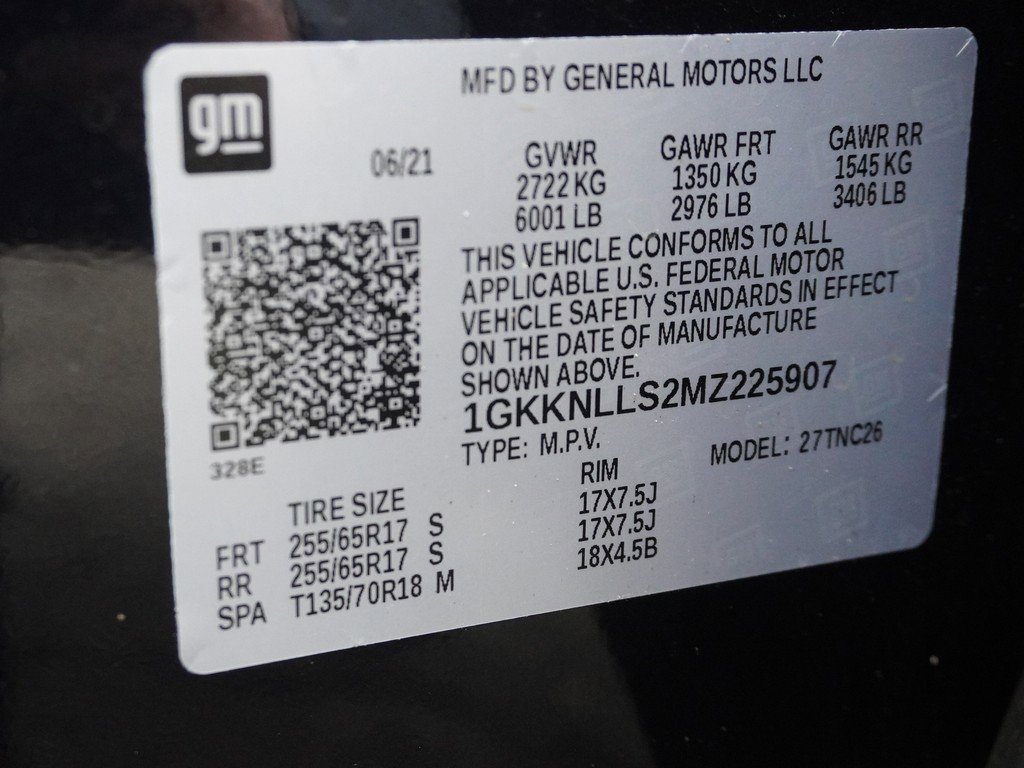 gm
MFD BY GENERAL MOTORS LLC
06/21
GVWR GAWR FRT GAWR RR
2722 KG 1350 KG 1545 KG
6001 LB 2976 LB 3406 LB
THIS VEHICLE CONFORMS TO ALL
APPLICABLE U.S. FEDERAL MOTOR
VEHICLE SAFETY STANDARDS IN EFFECT
ON THE DATE OF MANUFACTURE
SHOWN ABOVE.
1GKKNLLS2MZ225907
TYPE: M.P.V. MODEL: 27TNC26
328E
TIRE SIZE RIM
FRT 255/65R17 S 17X7.5J
RR 255/65R17 S 17X7.5J
SPA T135/70R18 M 18X4.5B